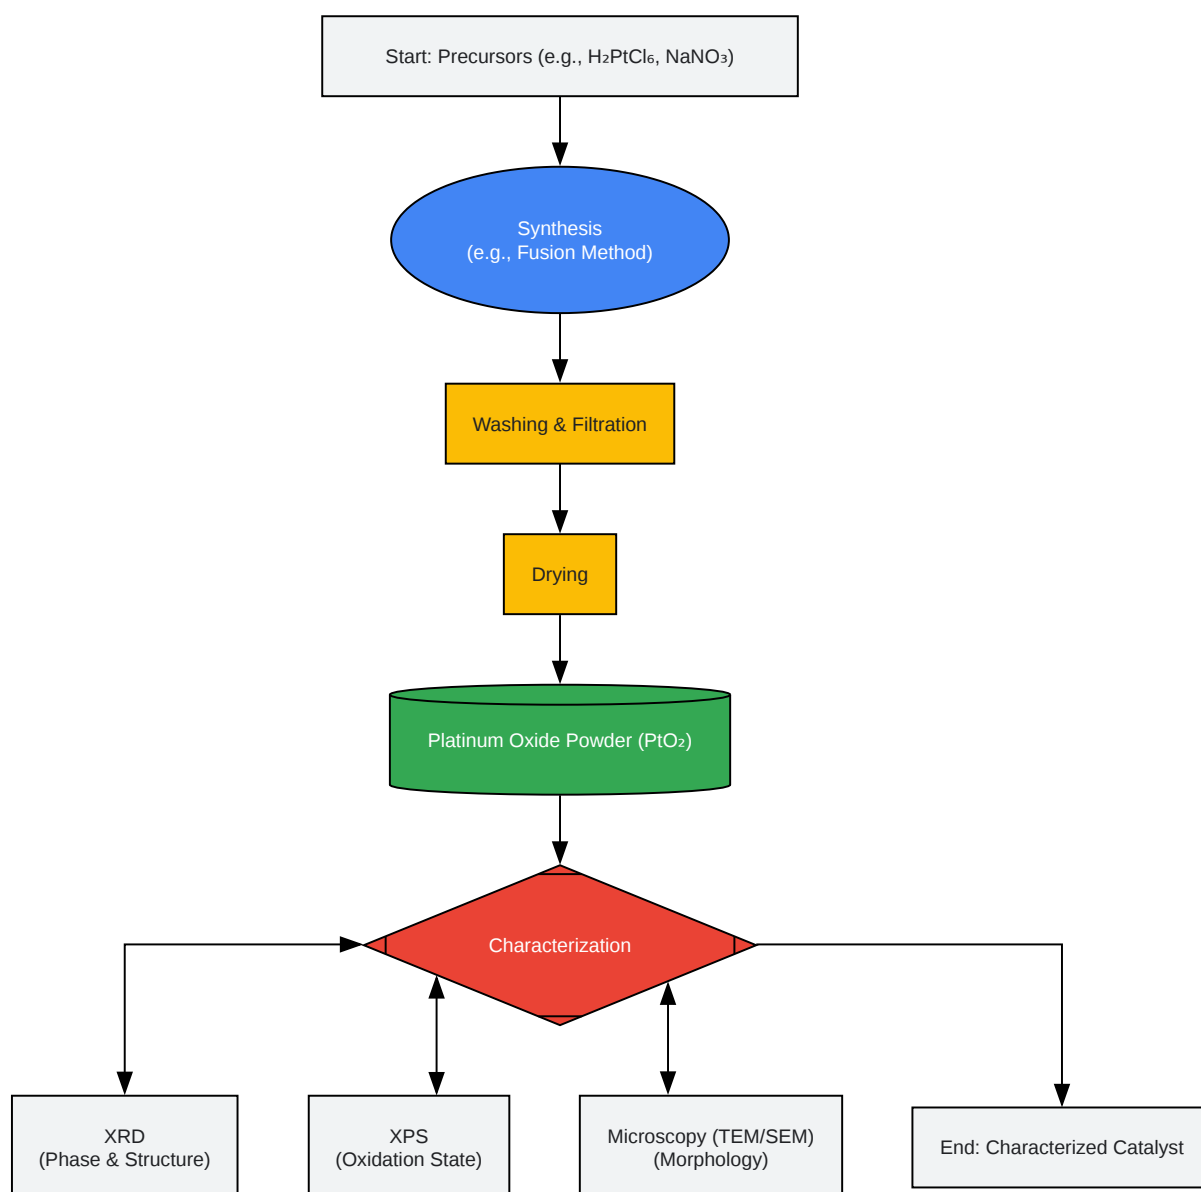 Start: Precursors (e.g., H₂PtCl₆, NaNO₃)
Synthesis
(e.g., Fusion Method)
Washing & Filtration
Drying
Platinum Oxide Powder (PtO₂)
Characterization
XRD
(Phase & Structure)
XPS
(Oxidation State)
Microscopy (TEM/SEM)
(Morphology)
End: Characterized Catalyst